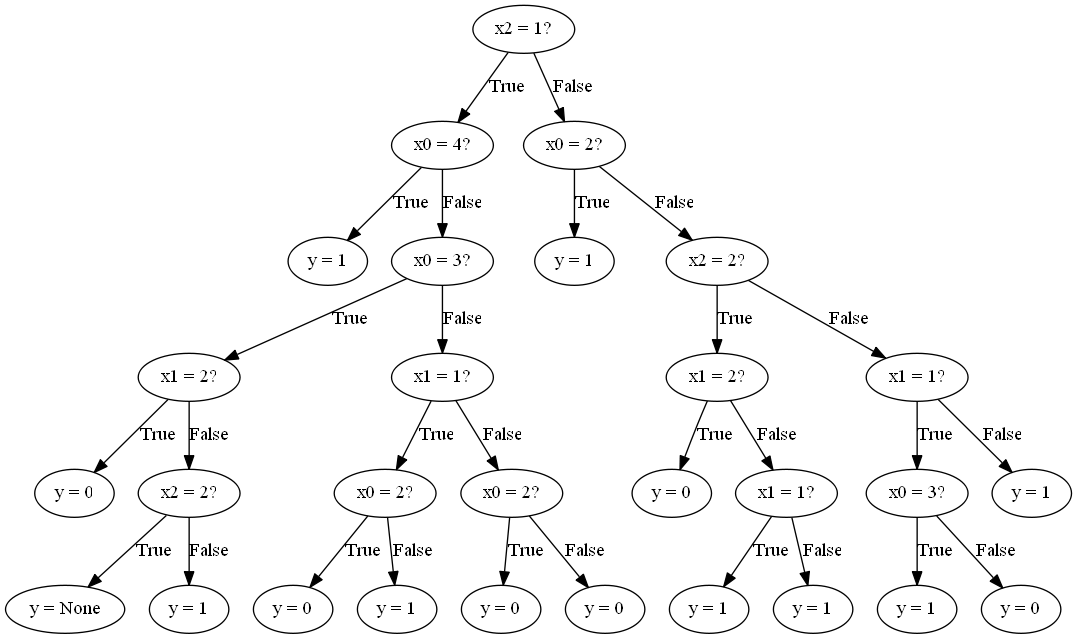 x2 = 1?
True
False
x0 = 4?
x0 = 2?
True
False
True
False
y = 1
x0 = 3?
y = 1
x2 = 2?
True
False
True
False
x1 = 2?
x1 = 1?
x1 = 2?
x1 = 1?
True
False
True
False
True
False
True
False
y = 0
x2 = 2?
x0 = 2?
x0 = 2?
y = 0
x1 = 1?
x0 = 3?
y = 1
True
False
True
False
True
False
True
False
True
False
y = None
y = 1
y = 0
y = 1
y = 0
y = 0
y = 1
y = 1
y = 1
y = 0